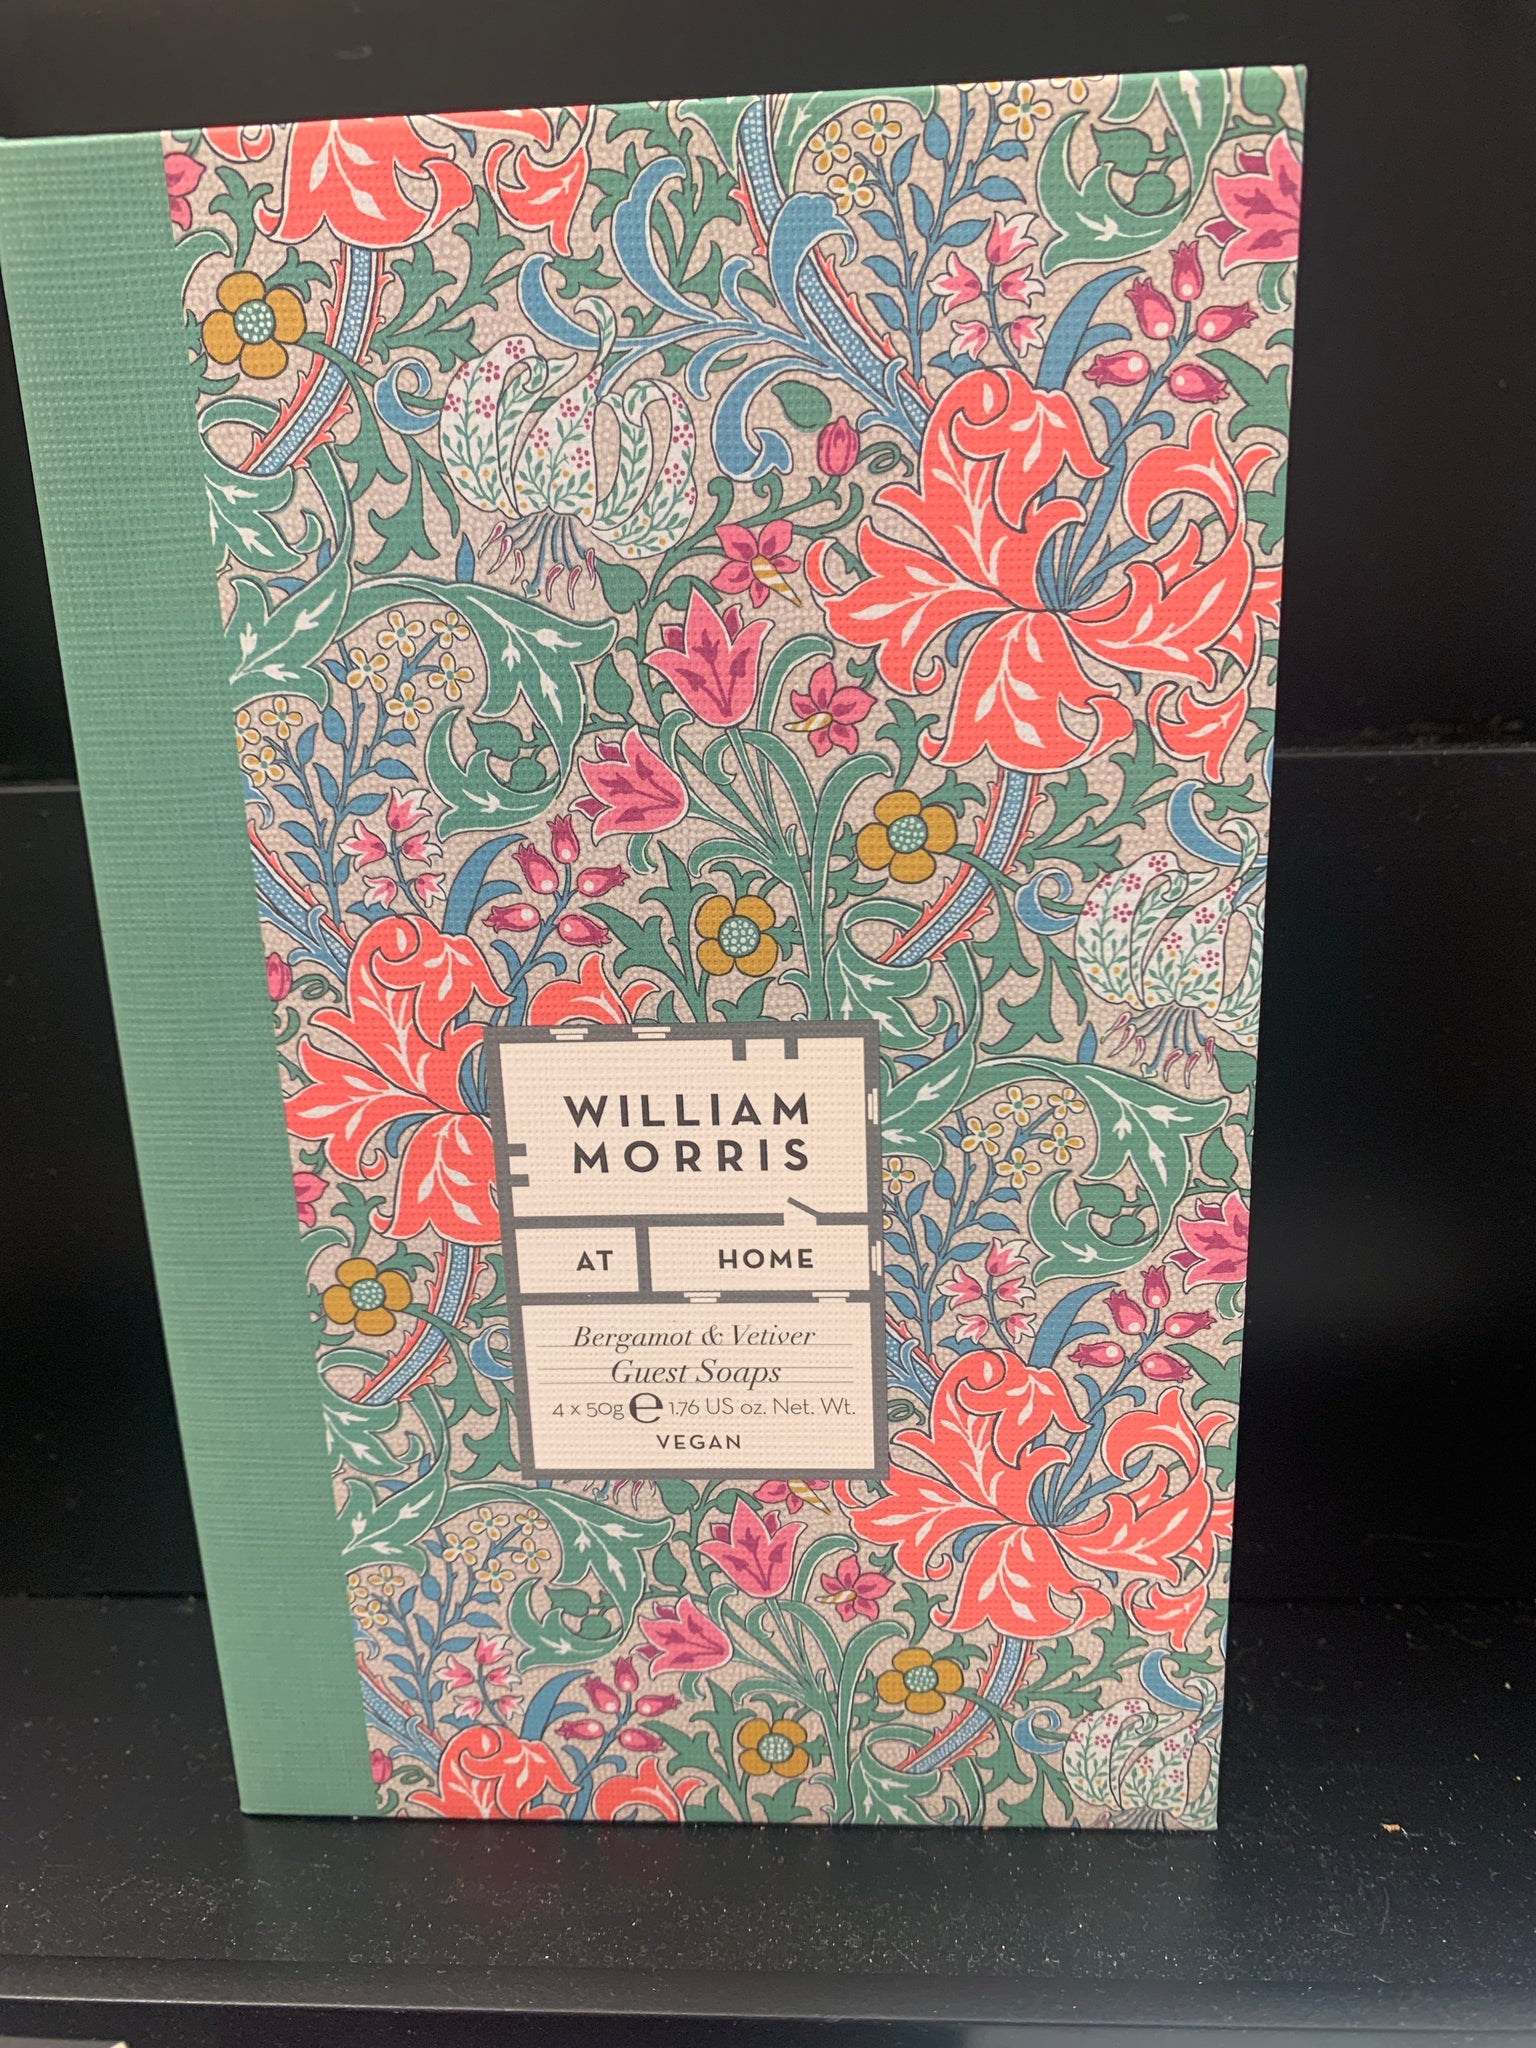 WILLIAM
MORRIS
AT HOME
Bergamot & Vetiver
Guest Soaps
4 x 50g e 1.76 US oz. Net. Wt.
VEGAN